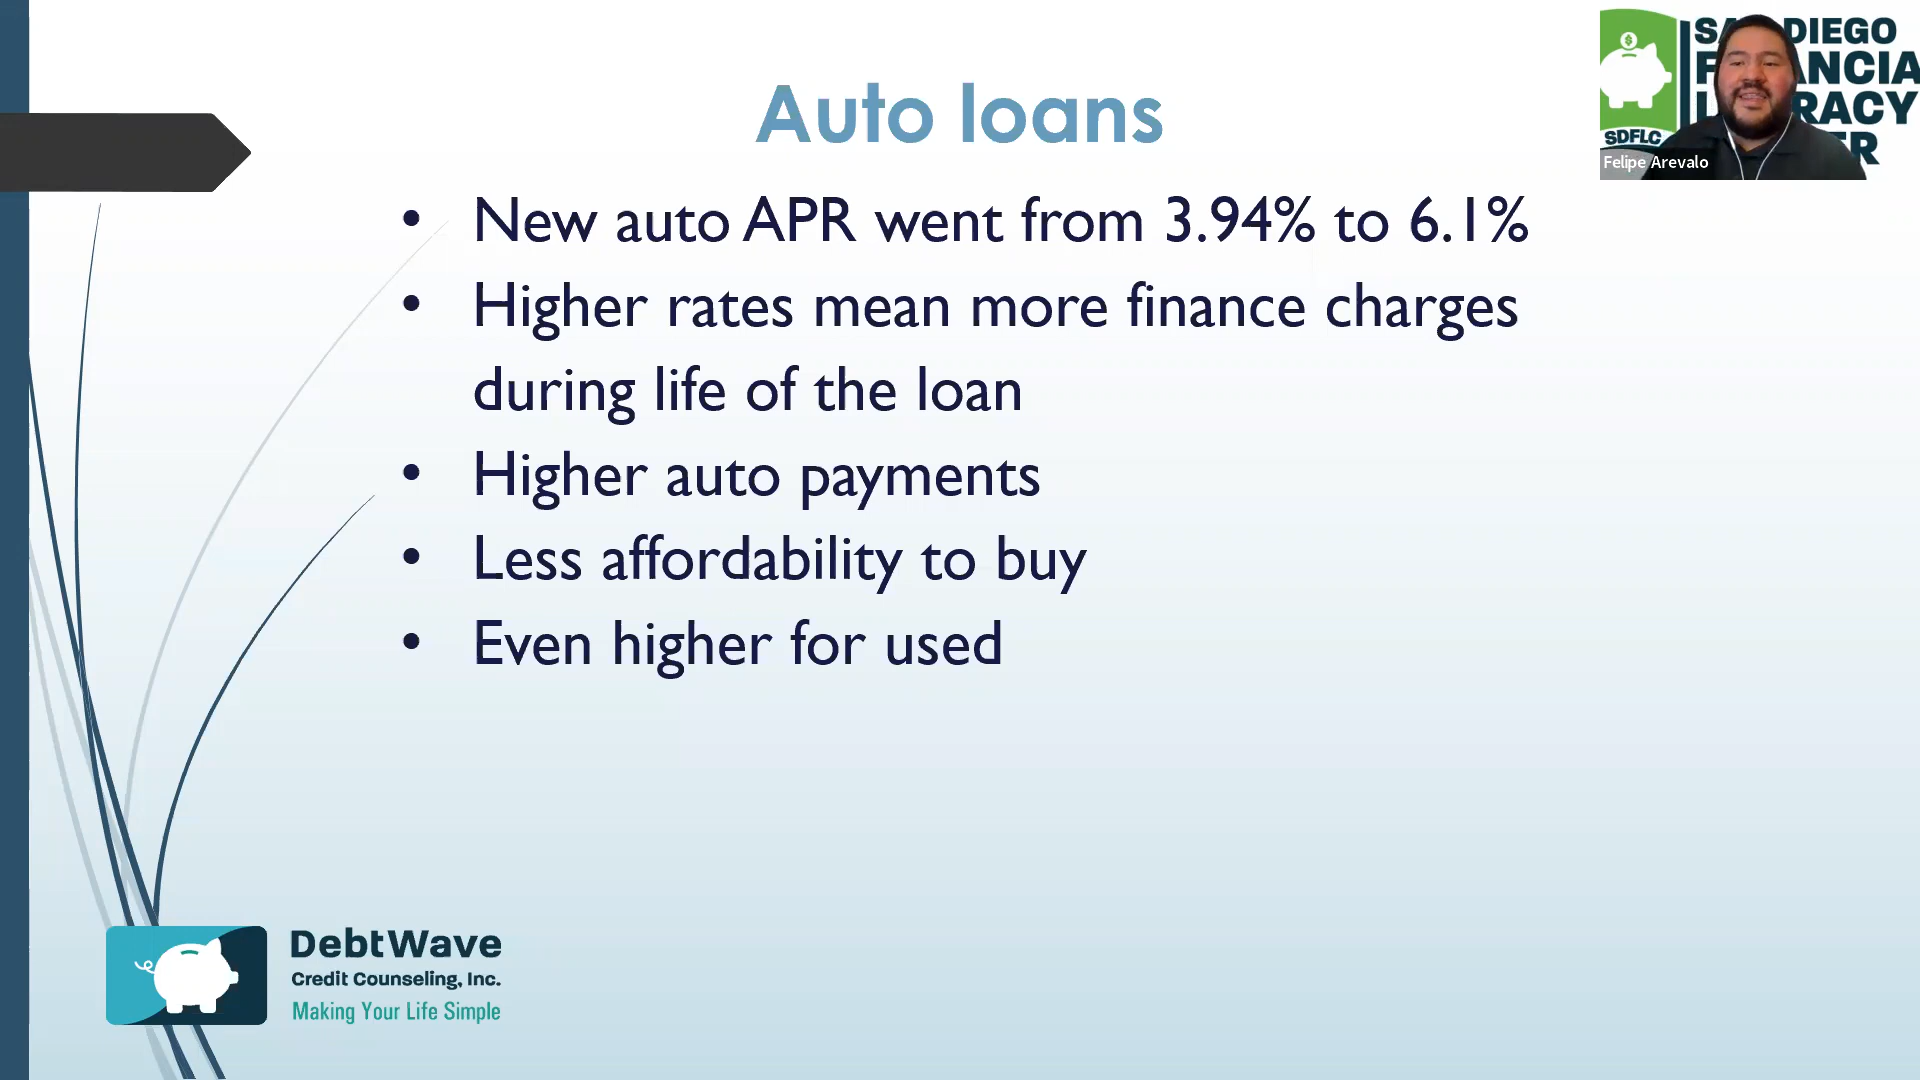 Auto loans
• New auto APR went from 3.94% to 6.1%
• Higher rates mean more finance charges
during life of the loan
• Higher auto payments
• Less affordability to buy
• Even higher for used
DIEGO
SDFLC
Felipe Arevalo
DebtWave
Credit Counseling, Inc.
Making Your Life Simple